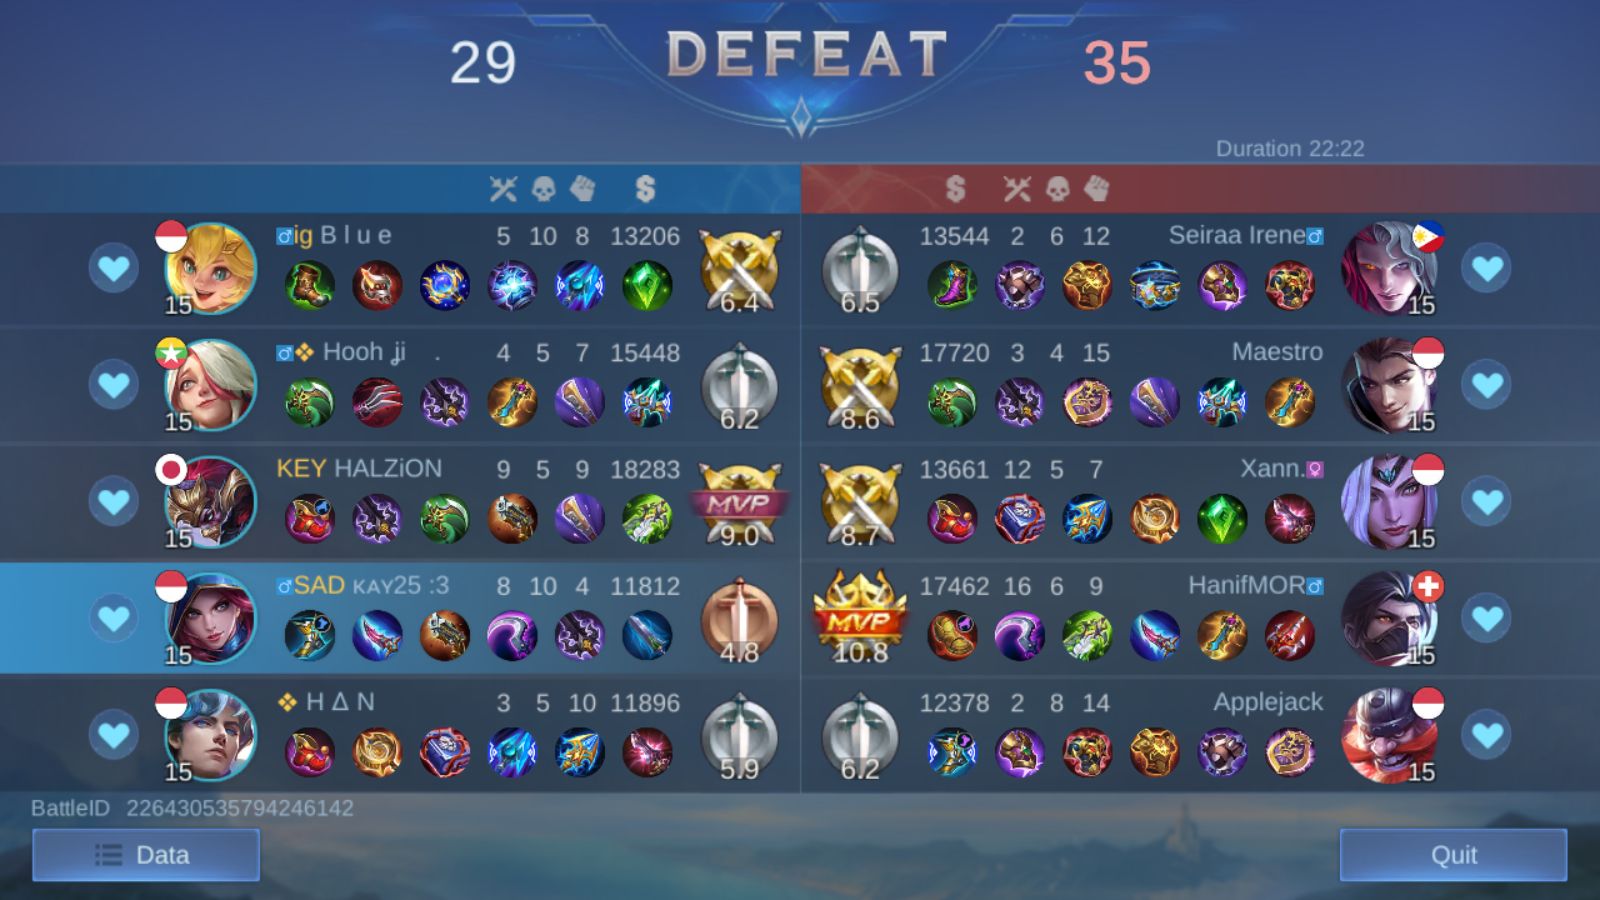 29 DEFEAT 35
Duration 22:22
ig B l u e 5 10 8 13206 6.4 15
6.5 13544 2 6 12 Seiraa Irene 15
Hooh ʝi . 4 5 7 15448 6.2 15
8.6 17720 3 4 15 Maestro 15
KEY HALZiON 9 5 9 18283 MVP 9.0 15
8.7 13661 12 5 7 Xann. 15
SAD ᴋᴀʏ25 :3 8 10 4 11812 4.8 15
MVP 10.8 17462 16 6 9 HanifMOR 15
H Δ N 3 5 10 11896 5.9 15
6.2 12378 2 8 14 Applejack 15
BattleID 226430535794246142
Data
Quit